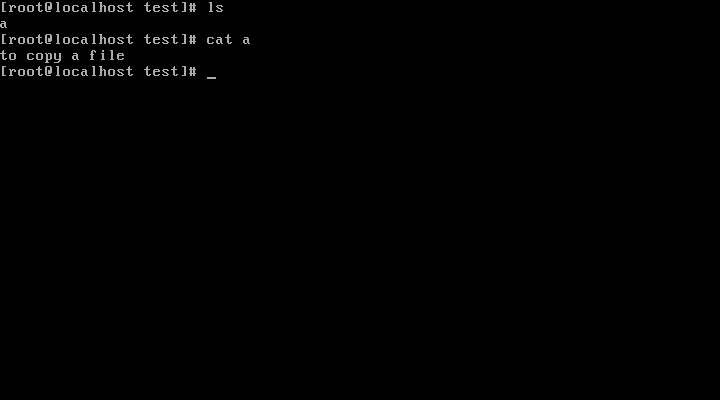 [root@localhost test]# ls
a
[root@localhost test]# cat a
to copy a file
[root@localhost test]# _